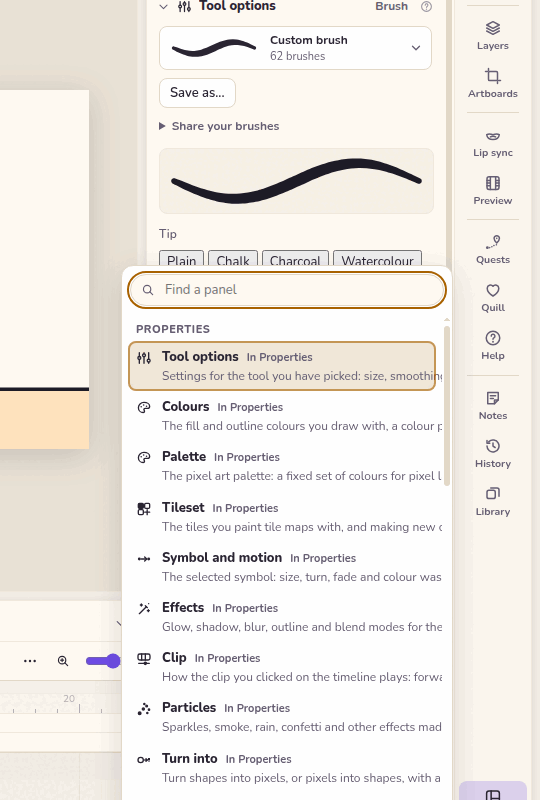 Tool options
Brush
Custom brush
62 brushes
Save as...
Share your brushes
Tip
Plain
Chalk
Charcoal
Watercolour
Find a panel
PROPERTIES
Tool options In Properties
Settings for the tool you have picked: size, smoothing
Colours In Properties
The fill and outline colours you draw with, a colour p
Palette In Properties
The pixel art palette: a fixed set of colours for pixel l
Tileset In Properties
The tiles you paint tile maps with, and making new o
Symbol and motion In Properties
The selected symbol: size, turn, fade and colour was
Effects In Properties
Glow, shadow, blur, outline and blend modes for the
Clip In Properties
How the clip you clicked on the timeline plays: forwa
Particles In Properties
Sparkles, smoke, rain, confetti and other effects mad
Turn into In Properties
Turn shapes into pixels, or pixels into shapes, with a
20
Layers
Artboards
Lip sync
Preview
Quests
Quill
Help
Notes
History
Library